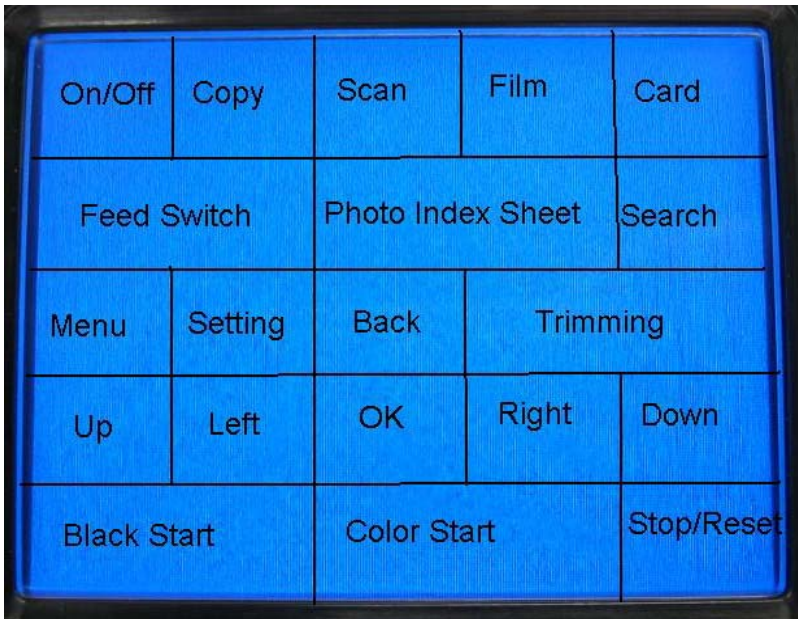 On/Off Copy Scan Film Card
Feed Switch Photo Index Sheet Search
Menu Setting Back Trimming
Up Left OK Right Down
Black Start Color Start Stop/Reset